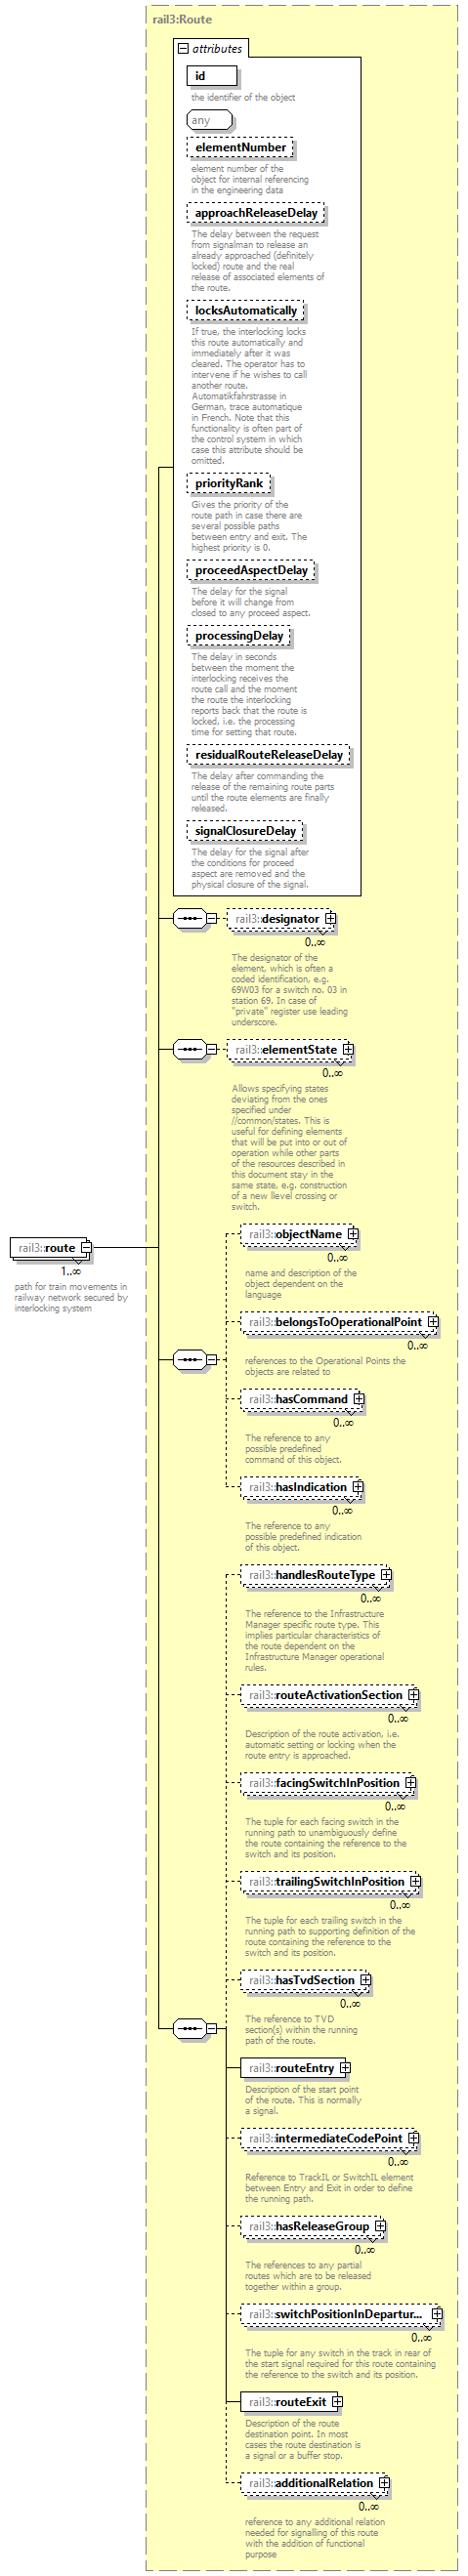 rail3:Route
attributes
id
the identifier of the object
any
elementNumber
element number of the
object for internal referencing
in the engineering data
approachReleaseDelay
The delay between the request
from signalman to release an
already approached (definitely
locked) route and the real
release of associated elements of
the route.
locksAutomatically
If true, the interlocking locks
this route automatically and
immediately after it was
cleared. The operator has to
intervene if he wishes to call
another route.
Automatikfahrstrasse in
German, trace automatique
in French. Note that this
functionality is often part of
the control system in which
case this attribute should be
omitted.
priorityRank
Gives the priority of the
route path in case there are
several possible paths
between entry and exit. The
highest priority is 0.
proceedAspectDelay
The delay for the signal
before it will change from
closed to any proceed aspect.
processingDelay
The delay in seconds
between the moment the
interlocking receives the
route call and the moment
the route the interlocking
reports back that the route is
locked, i.e. the processing
time for setting that route.
residualRouteReleaseDelay
The delay after commanding the
release of the remaining route parts
until the route elements are finally
released.
signalClosureDelay
The delay for the signal after
the conditions for proceed
aspect are removed and the
physical closure of the signal.
rail3:designator
0..∞
The designator of the
element, which is often a
coded identification, e.g.
69W03 for a switch no. 03 in
station 69. In case of
"private" register use leading
underscore.
rail3:elementState
0..∞
Allows specifying states
deviating from the ones
specified under
//common/states. This is
useful for defining elements
that will be put into or out of
operation while other parts
of the resources described in
this document stay in the
same state, e.g. construction
of a new llevel crossing or
switch.
rail3:route
1..∞
path for train movements in
railway network secured by
interlocking system
rail3:objectName
0..∞
name and description of the
object dependent on the
language
rail3:belongsToOperationalPoint
0..∞
references to the Operational Points the
objects are related to
rail3:hasCommand
0..∞
The reference to any
possible predefined
command of this object.
rail3:hasIndication
0..∞
The reference to any
possible predefined indication
of this object.
rail3:handlesRouteType
0..∞
The reference to the Infrastructure
Manager specific route type. This
implies particular characteristics of
the route dependent on the
Infrastructure Manager operational
rules.
rail3:routeActivationSection
0..∞
Description of the route activation, i.e.
automatic setting or locking when the
route entry is approached.
rail3:facingSwitchInPosition
0..∞
The tuple for each facing switch in the
running path to unambiguously define
the route containing the reference to the
switch and its position.
rail3:trailingSwitchInPosition
0..∞
The tuple for each trailing switch in the
running path to supporting definition of the
route containing the reference to the
switch and its position.
rail3:hasTvdSection
0..∞
The reference to TVD
section(s) within the running
path of the route.
rail3:routeEntry
Description of the start point
of the route. This is normally
a signal.
rail3:intermediateCodePoint
0..∞
Reference to TrackIL or SwitchIL element
between Entry and Exit in order to define
the running path.
rail3:hasReleaseGroup
0..∞
The references to any partial
routes which are to be released
together within a group.
rail3:switchPositionInDepartur...
0..∞
The tuple for any switch in the track in rear of
the start signal required for this route containing
the reference to the switch and its position.
rail3:routeExit
Description of the route
destination point. In most
cases the route destination is
a signal or a buffer stop.
rail3:additionalRelation
0..∞
reference to any additional relation
needed for signalling of this route
with the addition of functional
purpose